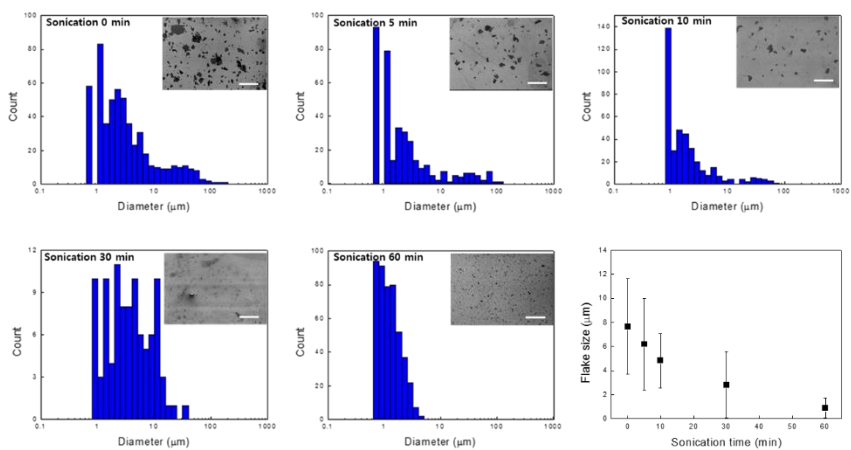 Sonication 0 min
100
80
60
40
20
0
Count
0.1 1 10 100 1000
Diameter (μm)
Sonication 5 min
100
80
60
40
20
0
Count
0.1 1 10 100 1000
Diameter (μm)
Sonication 10 min
140
120
100
80
60
40
20
0
Count
0.1 1 10 100 1000
Diameter (μm)
Sonication 30 min
12
9
6
3
0
Count
0.1 1 10 100 1000
Diameter (μm)
Sonication 60 min
100
80
60
40
20
0
Count
0.1 1 10 100 1000
Diameter (μm)
14
12
10
8
6
4
2
0
Flake size (μm)
0 10 20 30 40 50 60
Sonication time (min)